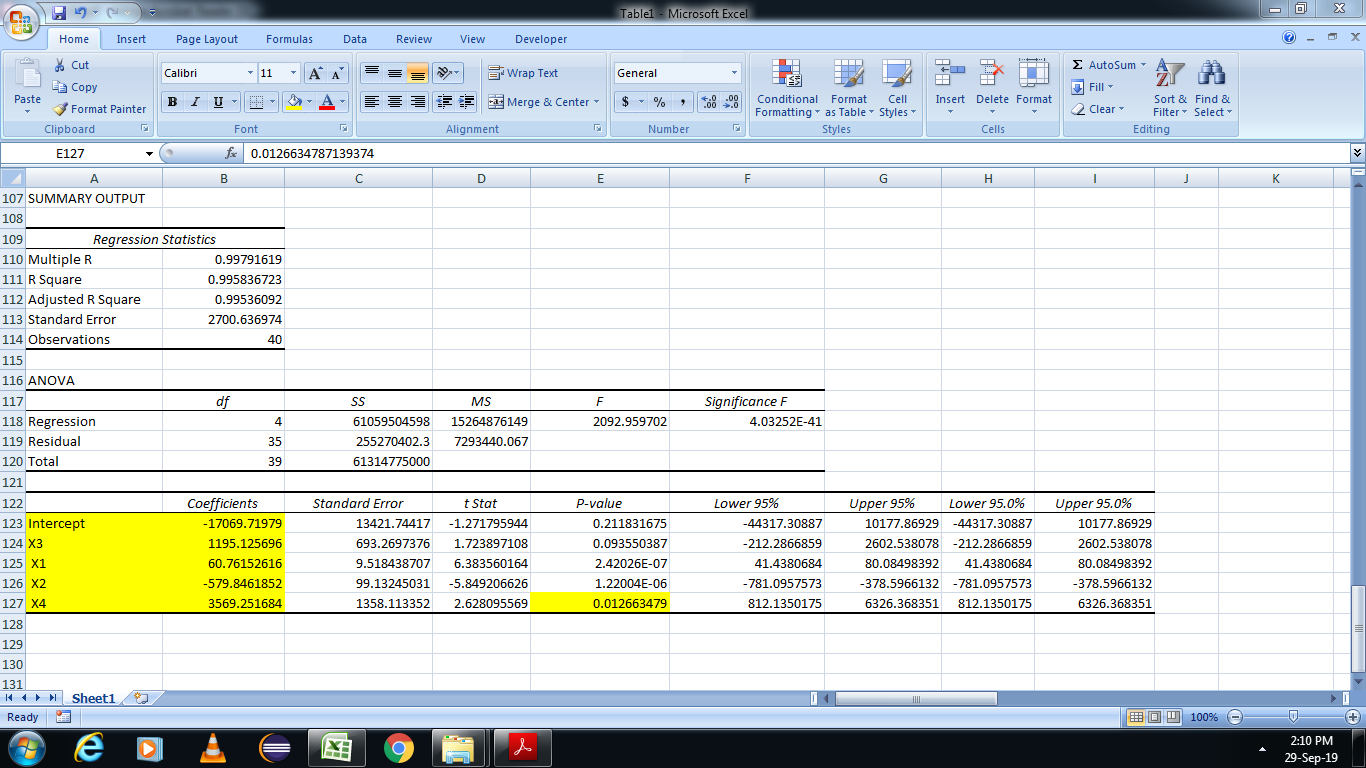 Table1 - Microsoft Excel
Home Insert Page Layout Formulas Data Review View Developer
Paste Cut Copy Format Painter
Calibri 11
B I U
Wrap Text
Merge & Center
General
$ % ,
Conditional Formatting Format as Table Cell Styles
Insert Delete Format
Σ AutoSum Fill Clear
Sort & Filter Find & Select
Clipboard Font Alignment Number Styles Cells Editing
E127 fx 0.0126634787139374
A B C D E F G H I J K
107 SUMMARY OUTPUT
108
109 Regression Statistics
110 Multiple R 0.99791619
111 R Square 0.995836723
112 Adjusted R Square 0.99536092
113 Standard Error 2700.636974
114 Observations 40
115
116 ANOVA
117 df SS MS F Significance F
118 Regression 4 61059504598 15264876149 2092.959702 4.03252E-41
119 Residual 35 255270402.3 7293440.067
120 Total 39 61314775000
121
122 Coefficients Standard Error t Stat P-value Lower 95% Upper 95% Lower 95.0% Upper 95.0%
123 Intercept -17069.71979 13421.74417 -1.271795944 0.211831675 -44317.30887 10177.86929 -44317.30887 10177.86929
124 X3 1195.125696 693.2697376 1.723897108 0.093550387 -212.2866859 2602.538078 -212.2866859 2602.538078
125 X1 60.76152616 9.518438707 6.383560164 2.42026E-07 41.4380684 80.08498392 41.4380684 80.08498392
126 X2 -579.8461852 99.13245031 -5.849206626 1.22004E-06 -781.0957573 -378.5966132 -781.0957573 -378.5966132
127 X4 3569.251684 1358.113352 2.628095569 0.012663479 812.1350175 6326.368351 812.1350175 6326.368351
128
129
130
131
Sheet1
Ready 100%
2:10 PM
29-Sep-19